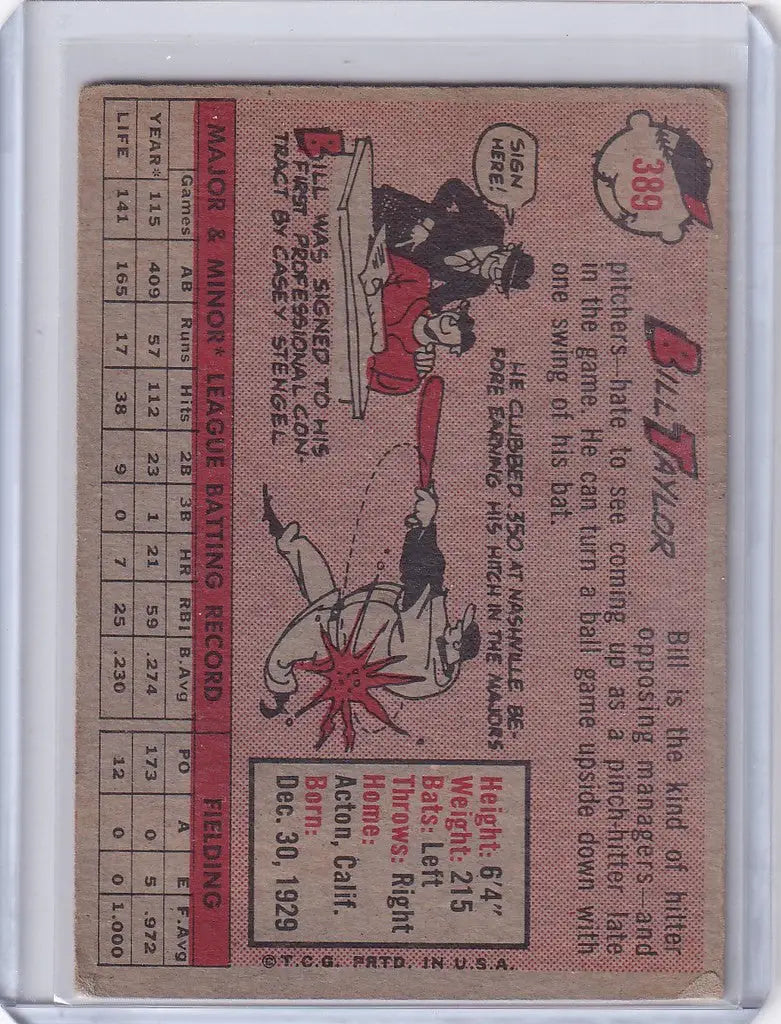 389
BILL TAYLOR
Bill is the kind of hitter
opposing managers—and
pitchers—hate to see coming up as a pinch-hitter late
in the game. He can turn a ball game upside down with
one swing of his bat.
SIGN
HERE!
HE CLUBBED 350 AT NASHVILLE BE-
FORE EARNING HIS HITCH IN THE MAJORS
BILL WAS SIGNED TO HIS
FIRST PROFESSIONAL CON-
TRACT BY CASEY STENGEL
Height: 6'4"
Weight: 215
Bats: Left
Throws: Right
Home:
Acton, Calif.
Born:
Dec. 30, 1929
© T.C.G. PRTD. IN U.S.A.
MAJOR & MINOR* LEAGUE BATTING RECORD FIELDING
Games AB Runs Hits 2B 3B HR RBI B.Avg PO A E F.Avg
YEAR* 115 409 57 112 23 1 21 59 .274 173 0 5 .972
LIFE 141 165 17 38 9 0 7 25 .230 12 0 0 1.000